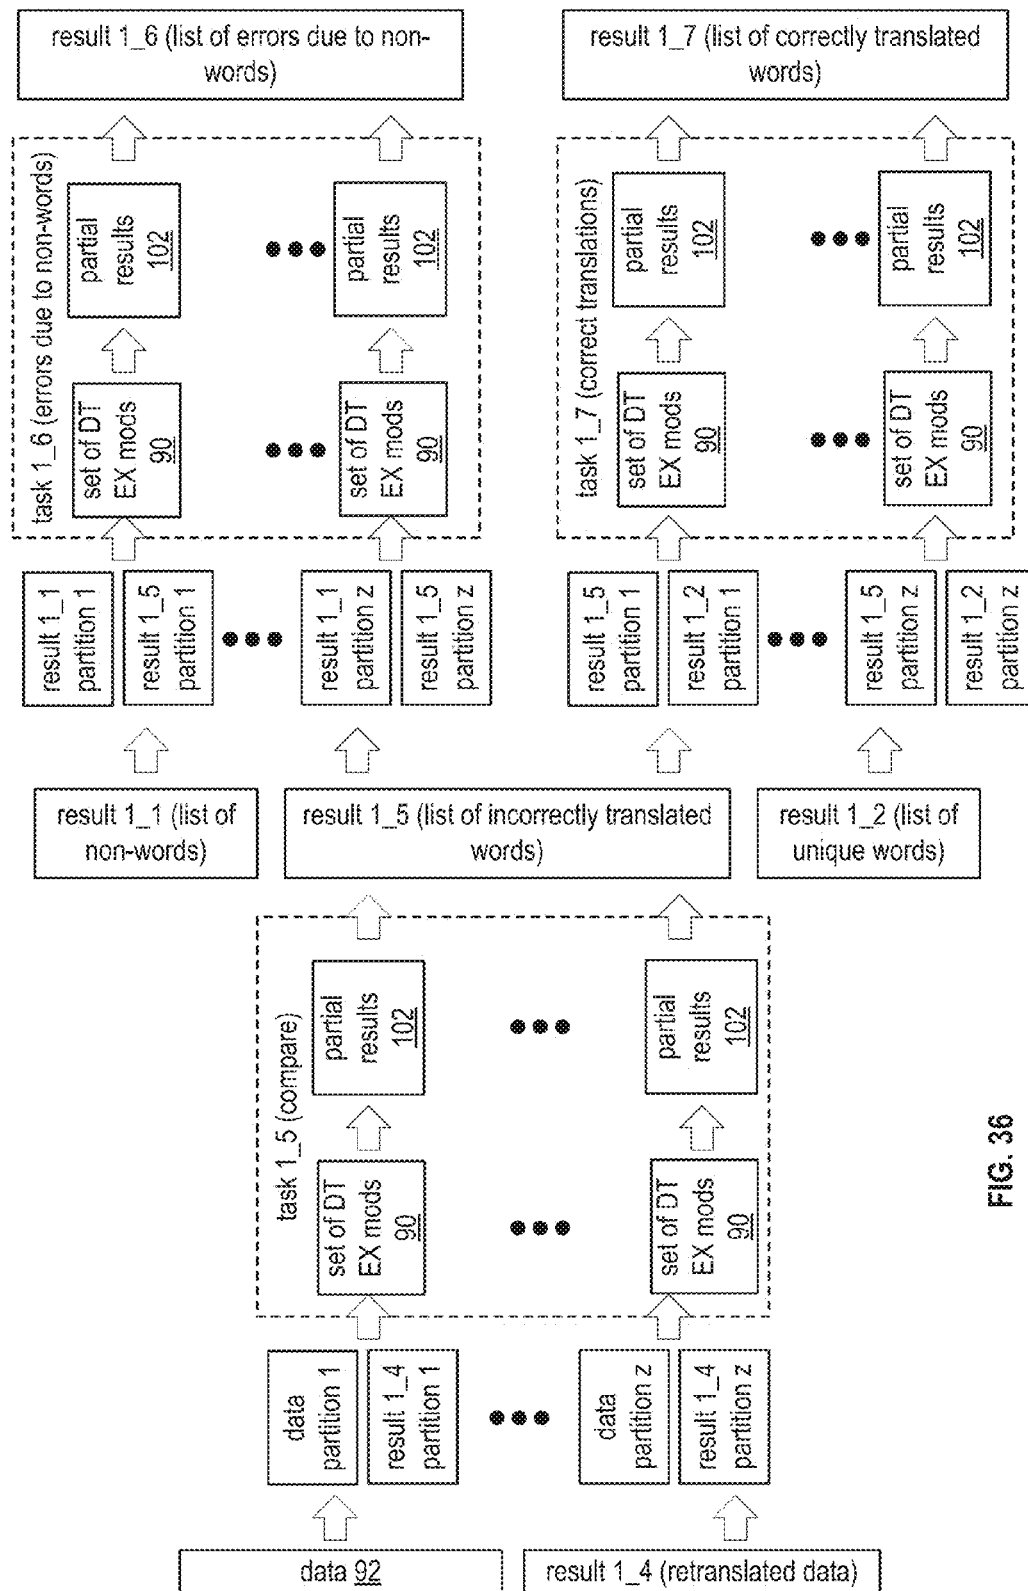 data 92
result 1_4 (retranslated data)
data
partition 1
result 1_4
partition 1
data
partition z
result 1_4
partition z
task 1_5 (compare)
set of DT
EX mods
90
partial
results
102
set of DT
EX mods
90
partial
results
102
result 1_1 (list of
non-words)
result 1_5 (list of incorrectly translated
words)
result 1_2 (list of
unique words)
result 1_1
partition 1
result 1_5
partition 1
result 1_1
partition z
result 1_5
partition z
task 1_6 (errors due to non-words)
set of DT
EX mods
90
partial
results
102
set of DT
EX mods
90
partial
results
102
result 1_6 (list of errors due to non-
words)
result 1_5
partition 1
result 1_2
partition 1
result 1_5
partition z
result 1_2
partition z
task 1_7 (correct translations)
set of DT
EX mods
90
partial
results
102
set of DT
EX mods
90
partial
results
102
result 1_7 (list of correctly translated
words)
FIG. 36